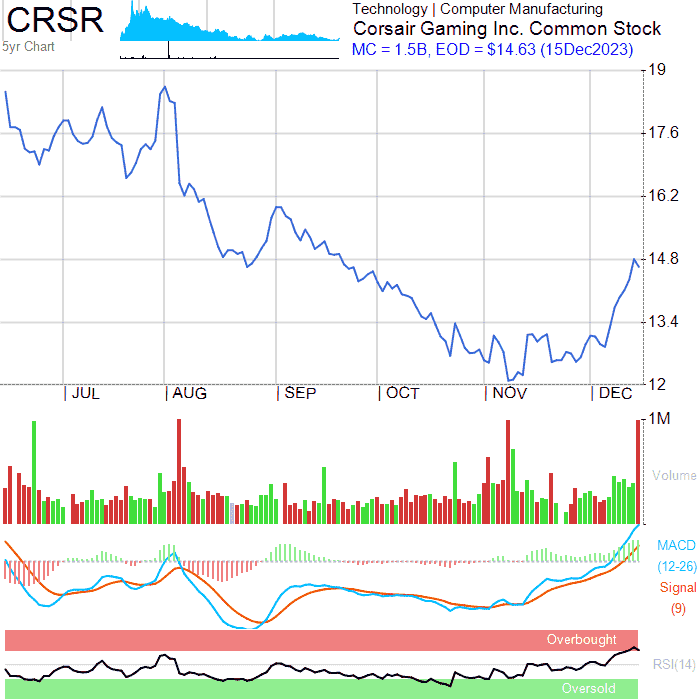 CRSR
5yr Chart
Technology | Computer Manufacturing
Corsair Gaming Inc. Common Stock
MC = 1.5B, EOD = $14.63 (15Dec2023)
19
17.6
16.2
14.8
13.4
12
JUL
AUG
SEP
OCT
NOV
DEC
1M
Volume
MACD
(12-26)
Signal
(9)
Overbought
RSI(14)
Oversold